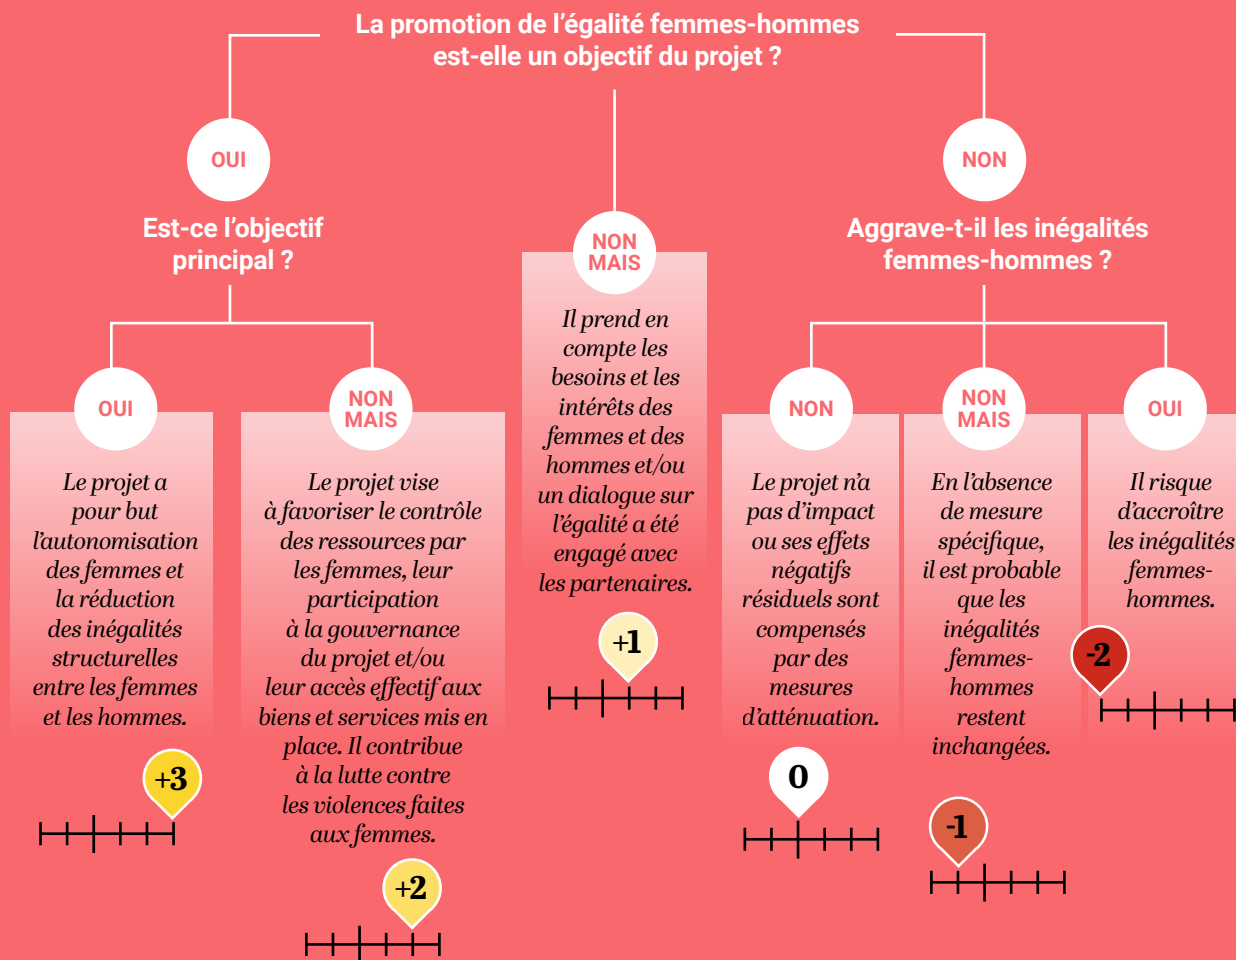 La promotion de l’égalité femmes-hommes
est-elle un objectif du projet ?
OUI
Est-ce l’objectif
principal ?
OUI
Le projet a
pour but
l’autonomisation
des femmes et
la réduction
des inégalités
structurelles
entre les femmes
et les hommes.
+3
NON
MAIS
Le projet vise
à favoriser le contrôle
des ressources par
les femmes, leur
participation
à la gouvernance
du projet et/ou
leur accès effectif aux
biens et services mis en
place. Il contribue
à la lutte contre
les violences faites
aux femmes.
+2
NON
MAIS
Il prend en
compte les
besoins et les
intérêts des
femmes et des
hommes et/ou
un dialogue sur
l’égalité a été
engagé avec
les partenaires.
+1
NON
Aggrave-t-il les inégalités
femmes-hommes ?
NON
Le projet n’a
pas d’impact
ou ses effets
négatifs
résiduels sont
compensés
par des
mesures
d’atténuation.
0
NON
MAIS
En l’absence
de mesure
spécifique,
il est probable
que les
inégalités
femmes-
hommes
restent
inchangées.
-1
OUI
Il risque
d’accroître
les inégalités
femmes-
hommes.
-2